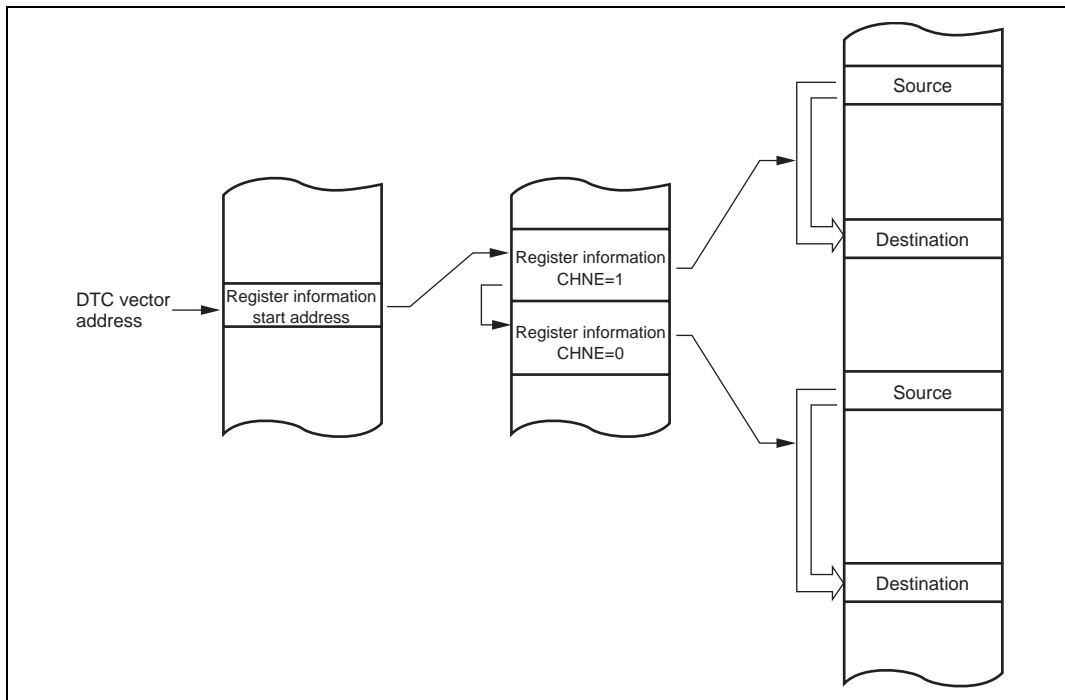 DTC vector
address
Register information
start address
Register information
CHNE=1
Register information
CHNE=0
Source
Destination
Source
Destination